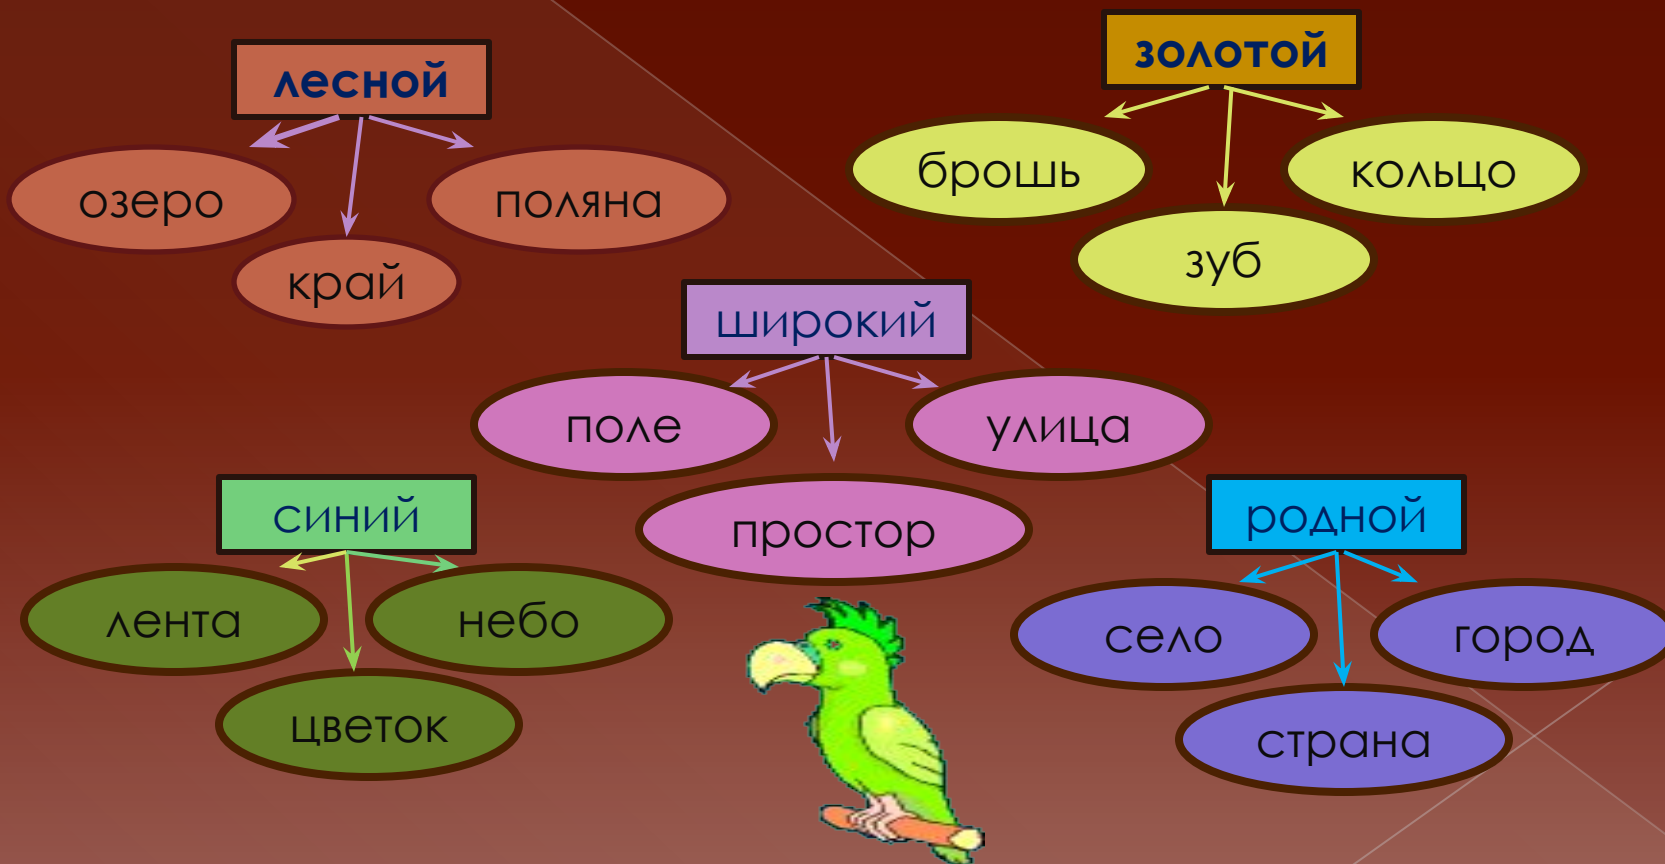 лесной
озеро
поляна
край
золотой
брошь
кольцо
зуб
широкий
поле
улица
простор
синий
лента
небо
цветок
родной
село
город
страна